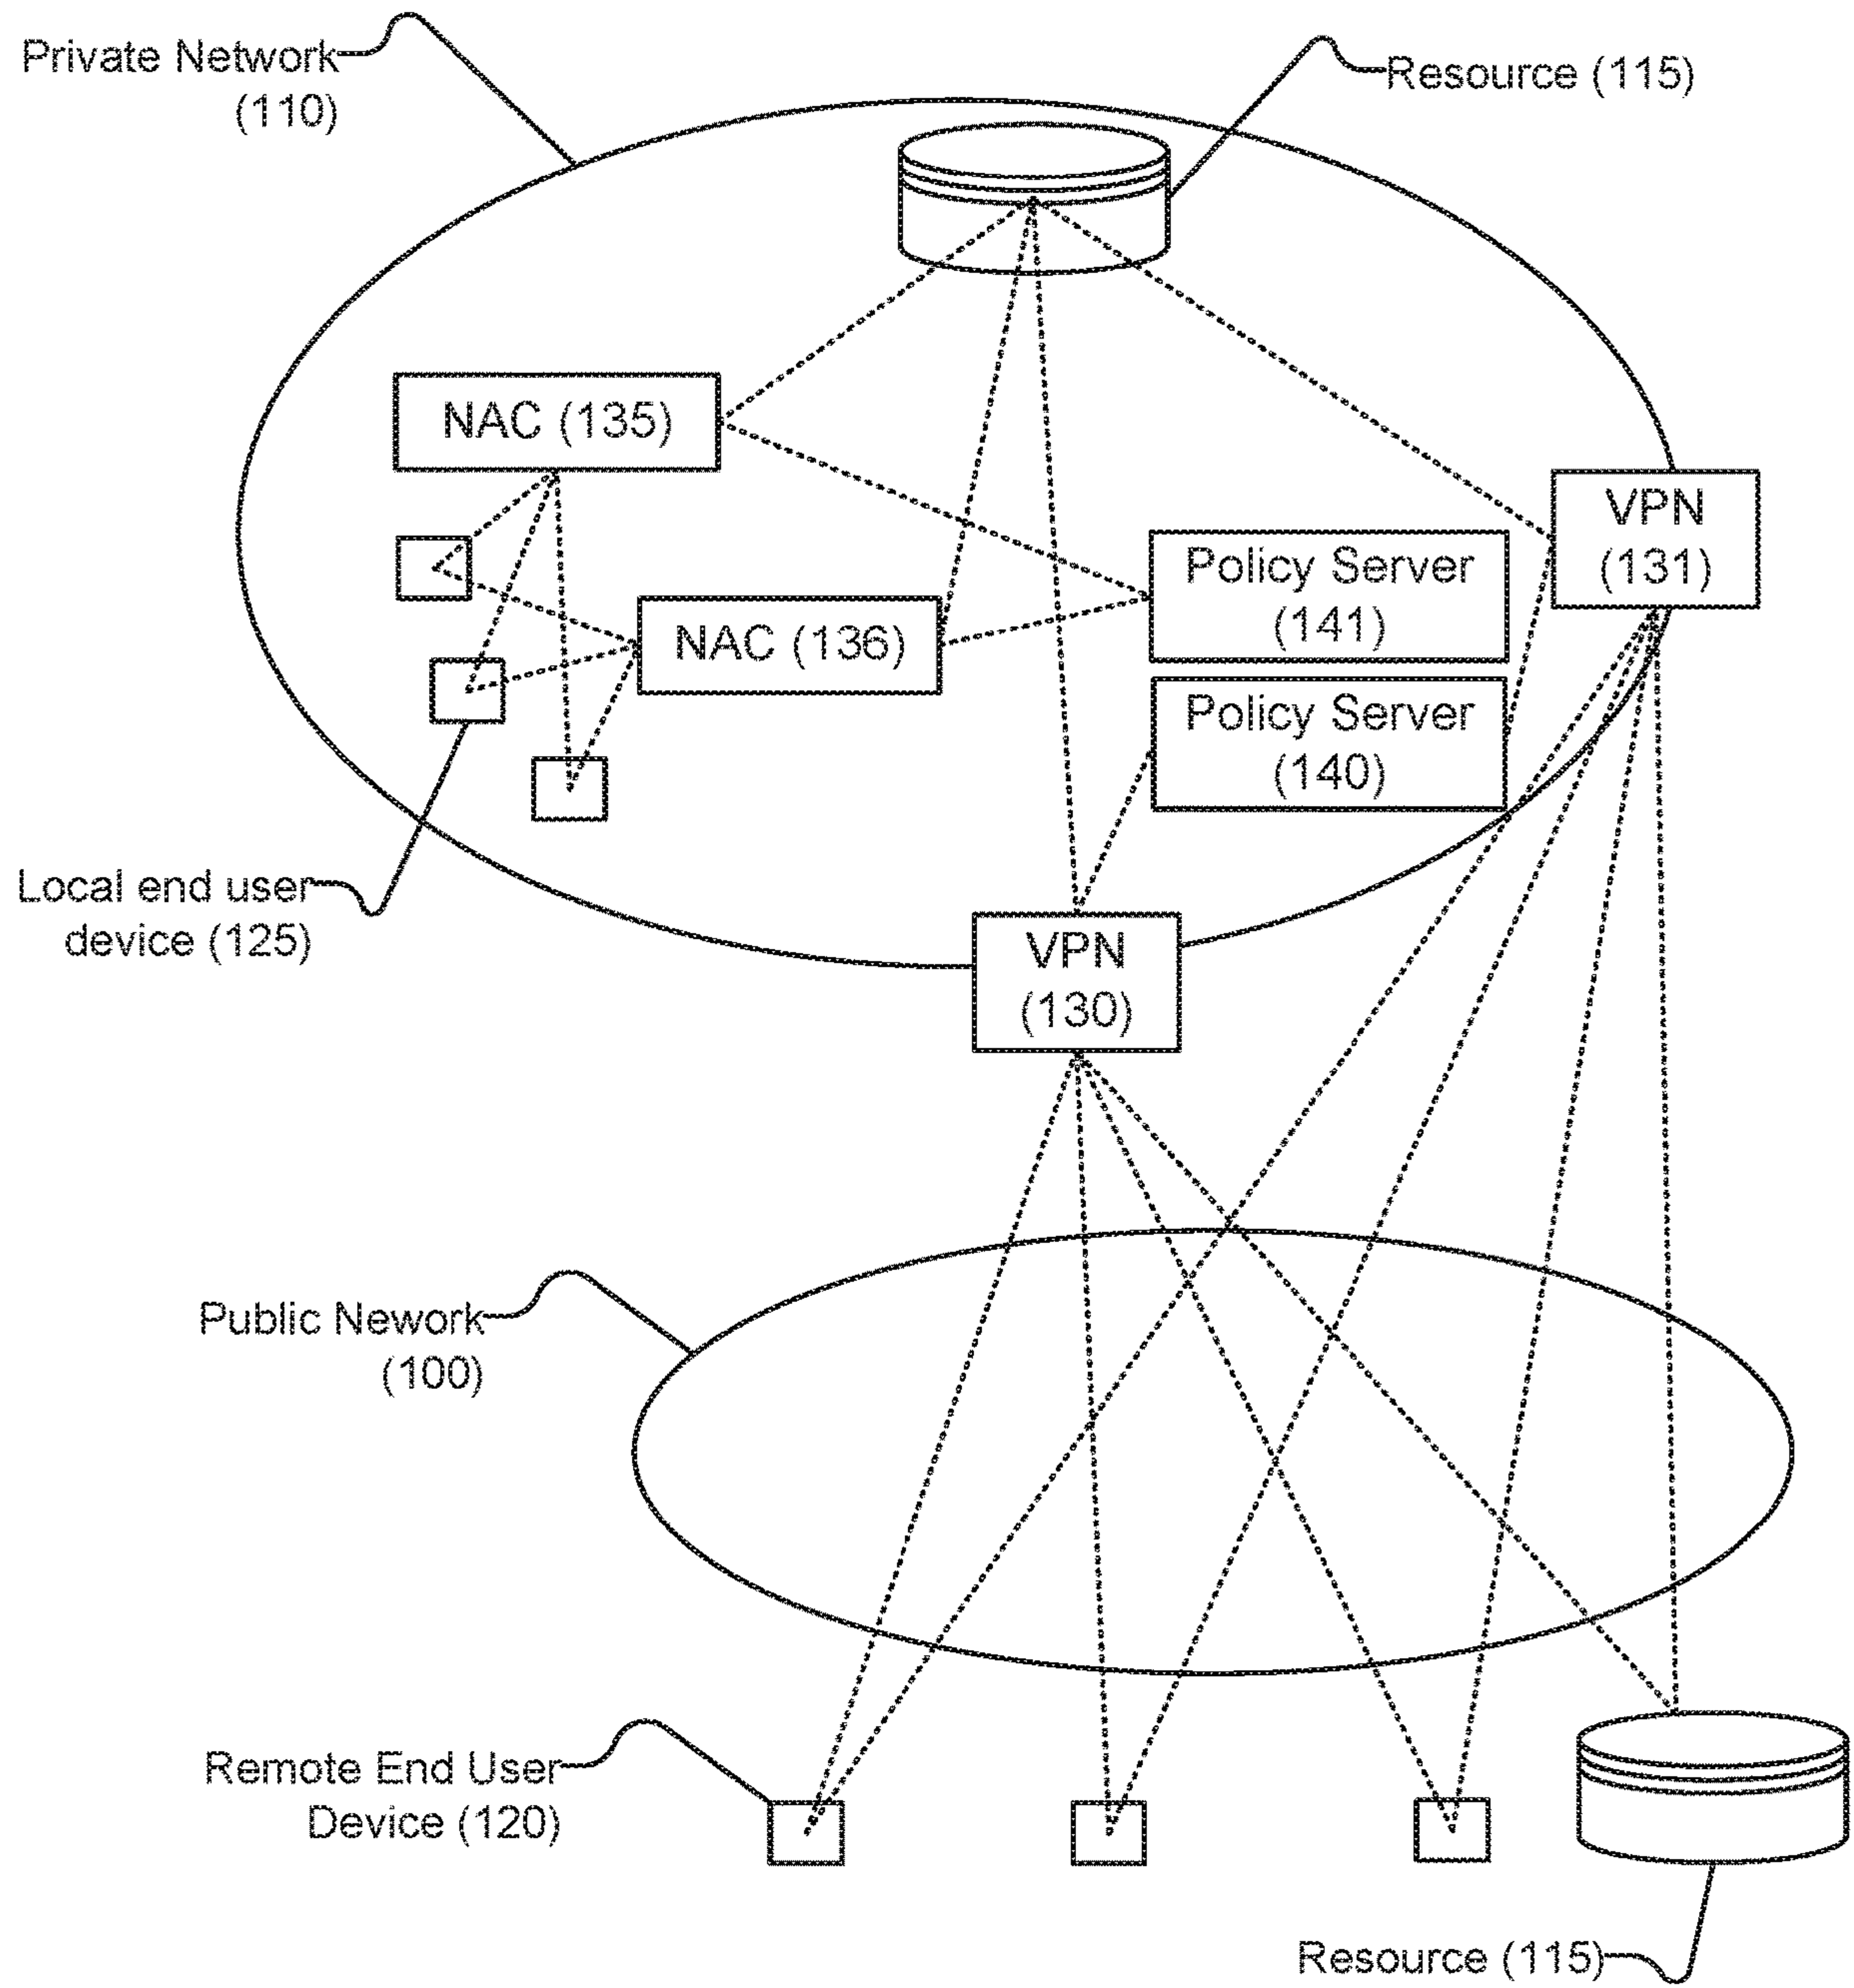 Private Network
(110)
Resource (115)
NAC (135)
VPN
(131)
Policy Server
(141)
NAC (136)
Policy Server
(140)
Local end user
device (125)
VPN
(130)
Public Nework
(100)
Remote End User
Device (120)
Resource (115)